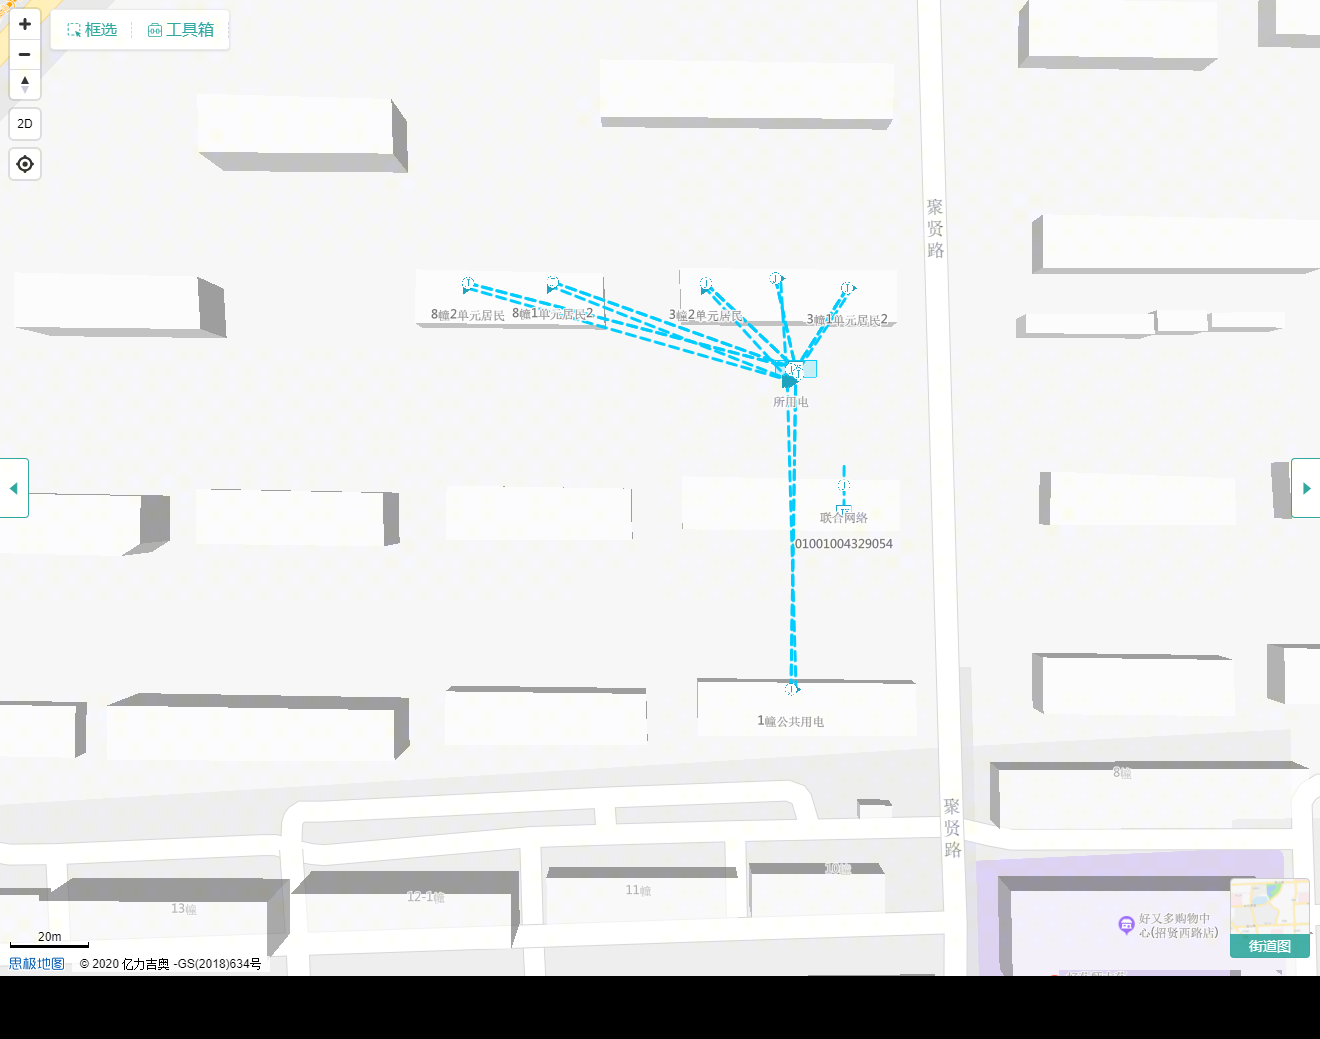 框选
工具箱
2D
聚贤路
8幢2单元居民
8幢1单元居民2
3幢2单元居民
3幢1单元居民2
所用电
联合网络
01001004329054
1幢公共用电
8幢
聚贤路
10幢
11幢
12-1幢
13幢
好又多购物中
心(招贤西路店)
街道图
20m
思极地图
© 2020 亿力吉奥 -GS(2018)634号